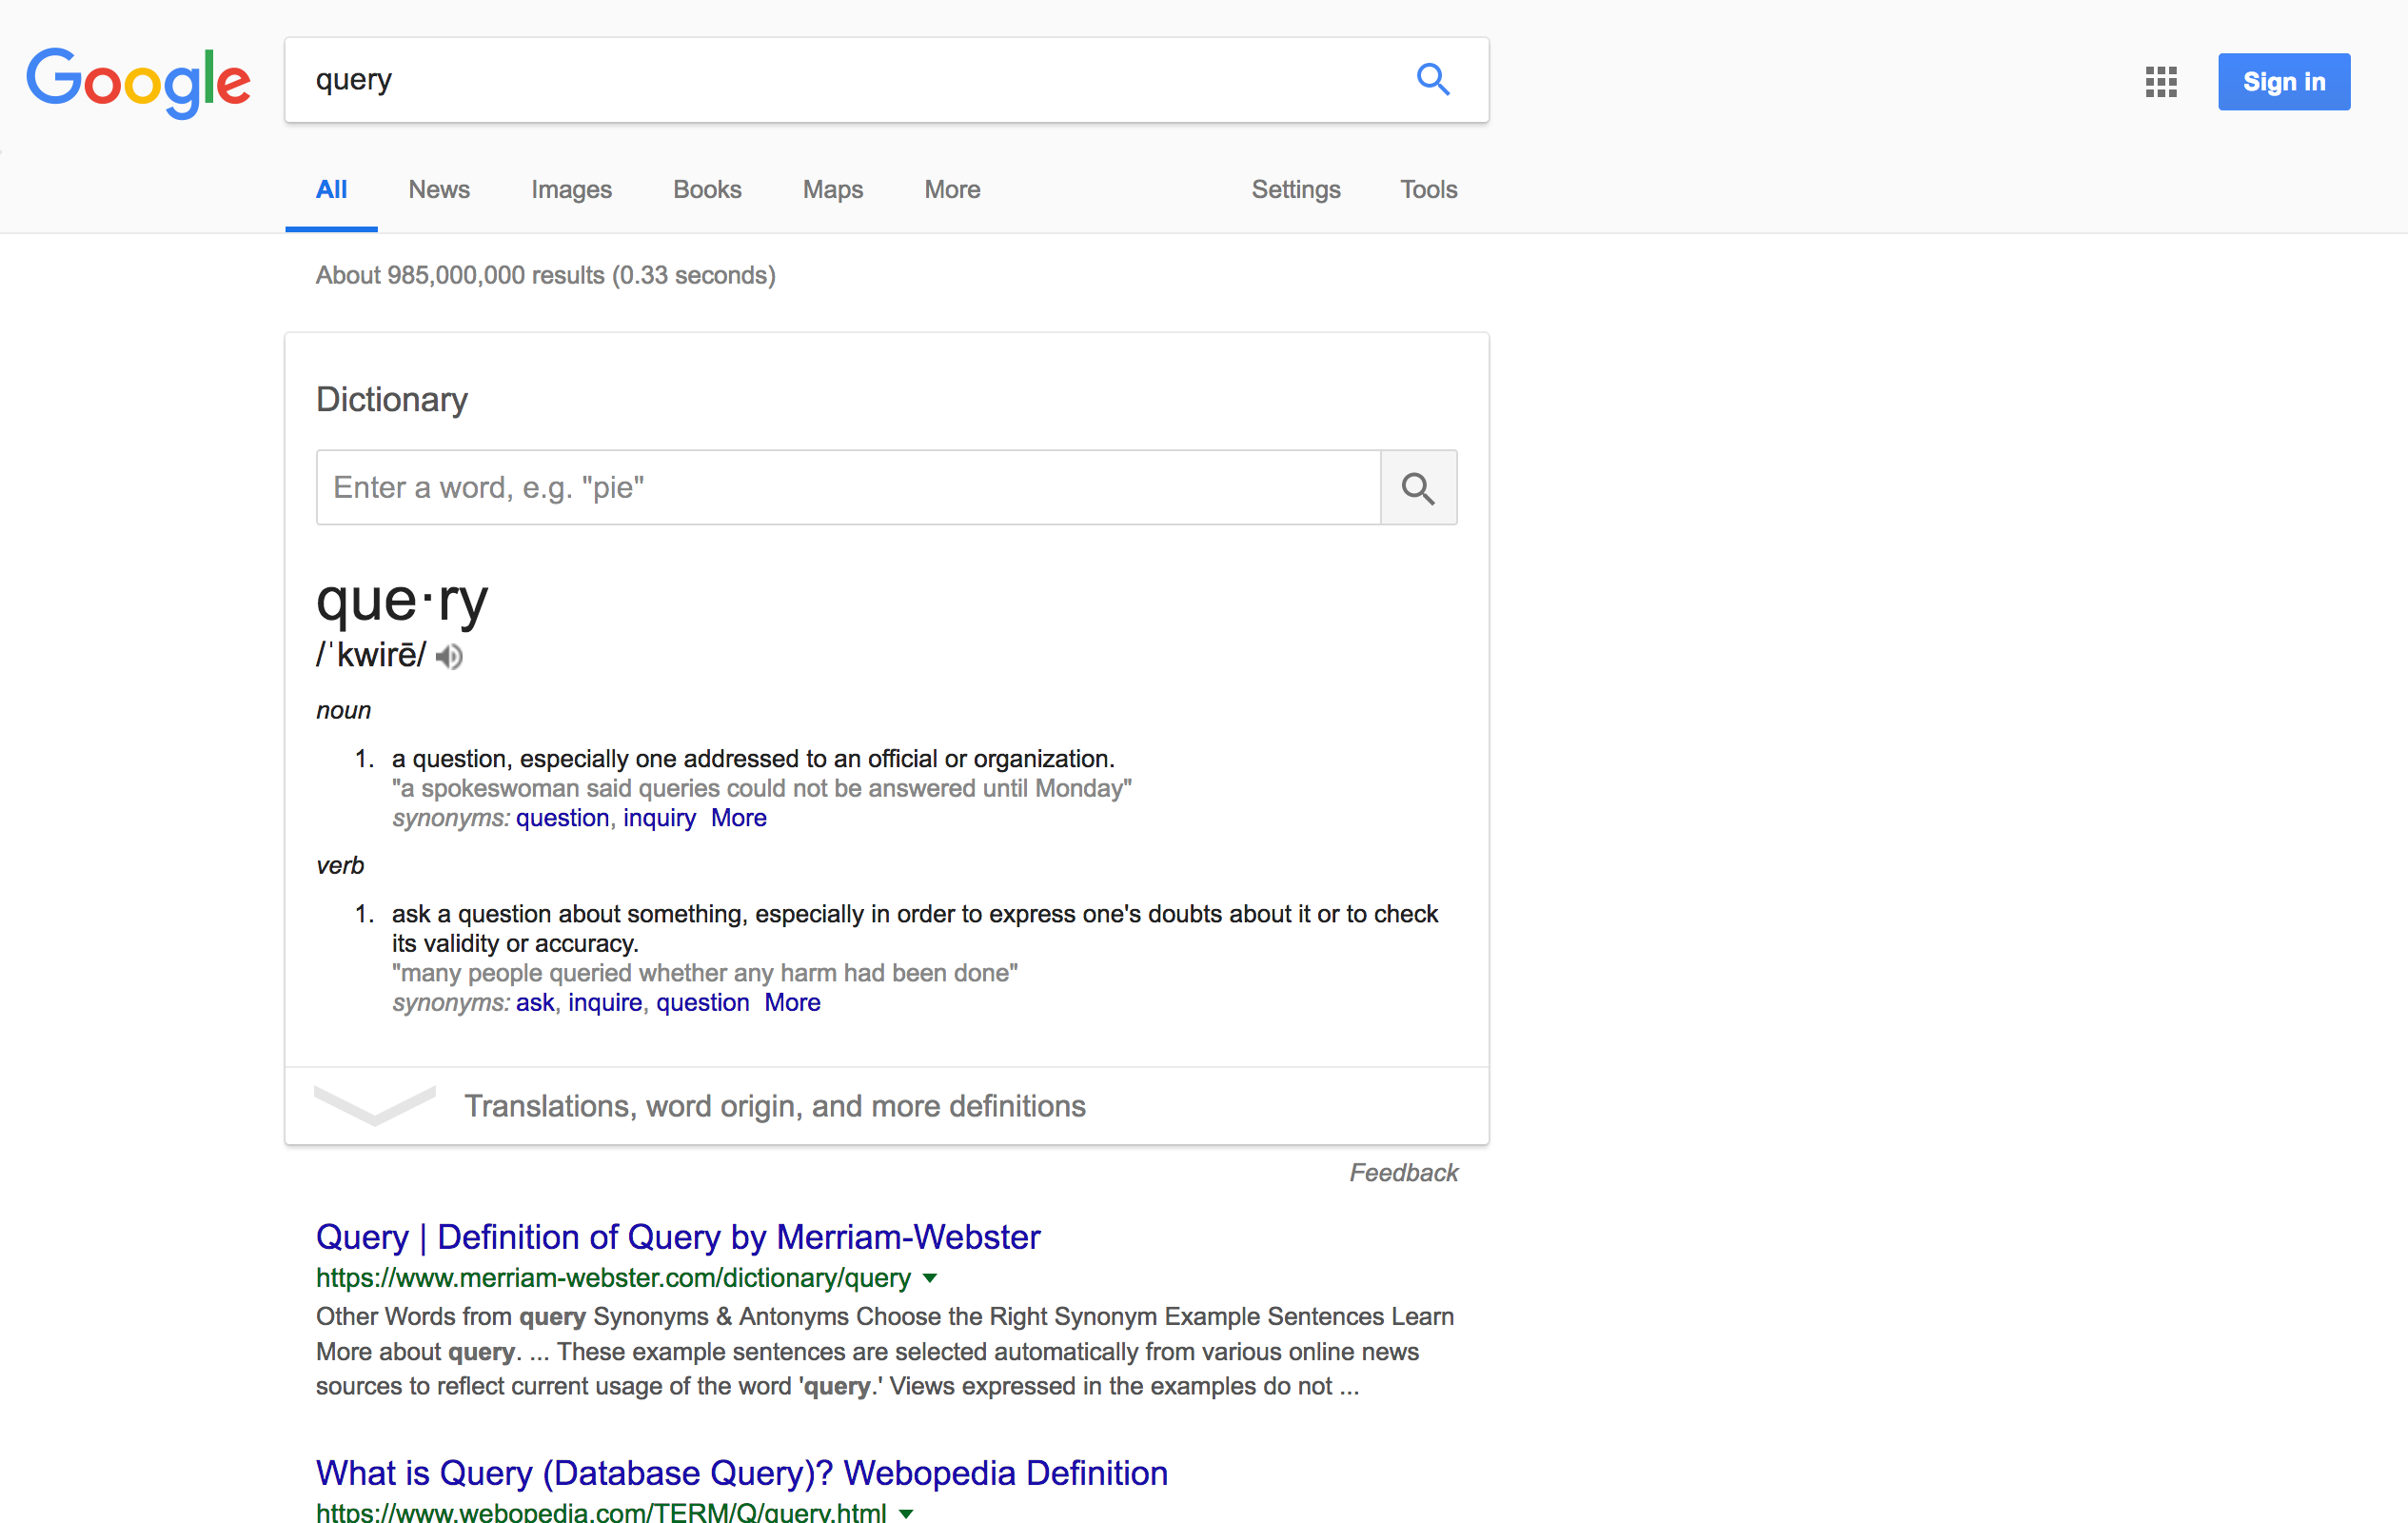 Google
query
Sign in
All News Images Books Maps More Settings Tools
About 985,000,000 results (0.33 seconds)
Dictionary
Enter a word, e.g. "pie"
que·ry
/ˈkwirē/
noun
1. a question, especially one addressed to an official or organization.
"a spokeswoman said queries could not be answered until Monday"
synonyms: question, inquiry More
verb
1. ask a question about something, especially in order to express one's doubts about it or to check
its validity or accuracy.
"many people queried whether any harm had been done"
synonyms: ask, inquire, question More
Translations, word origin, and more definitions
Feedback
Query | Definition of Query by Merriam-Webster
https://www.merriam-webster.com/dictionary/query
Other Words from query Synonyms & Antonyms Choose the Right Synonym Example Sentences Learn
More about query. ... These example sentences are selected automatically from various online news
sources to reflect current usage of the word 'query.' Views expressed in the examples do not ...
What is Query (Database Query)? Webopedia Definition
https://www.webopedia.com/TERM/Q/query.html